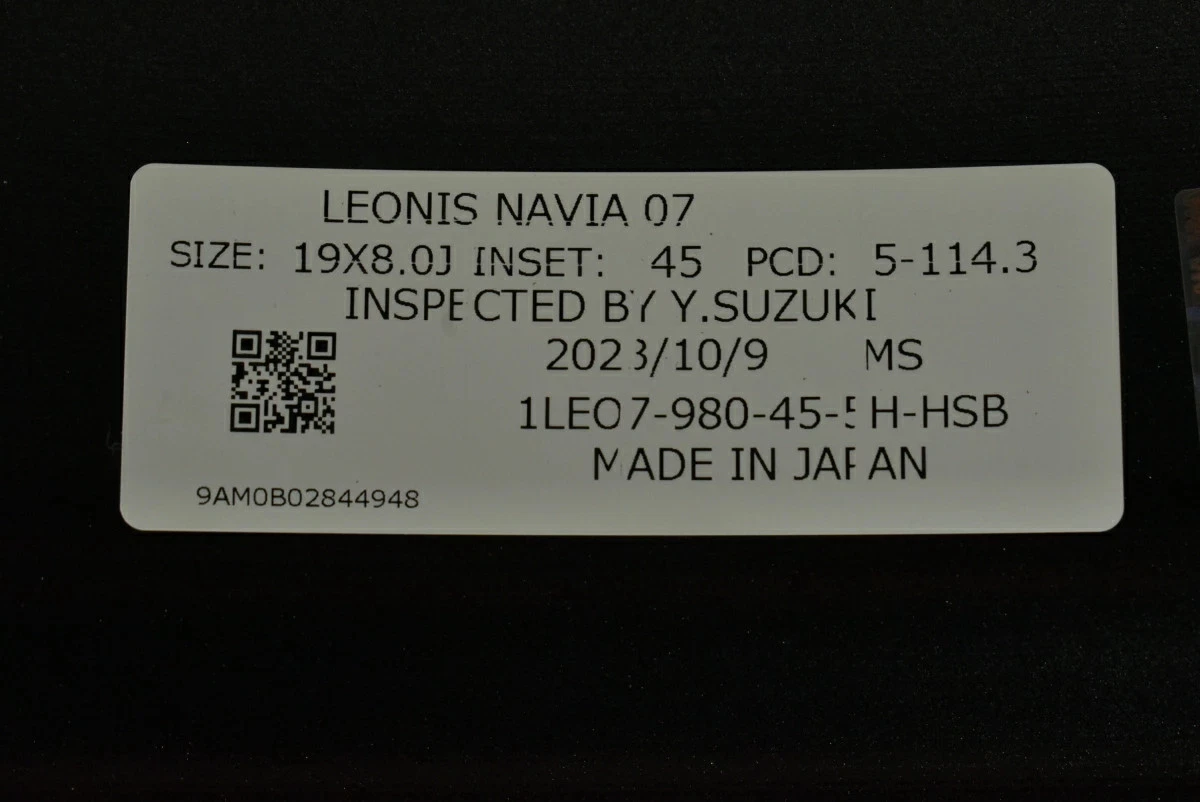 LEONIS NAVIA 07
SIZE: 19X8.0J INSET: 45 PCD: 5-114.3
INSPECTED BY Y.SUZUKI
2023/10/9 MS
1LE07-980-45-5H-HSB
MADE IN JAPAN
9AM0B02844948